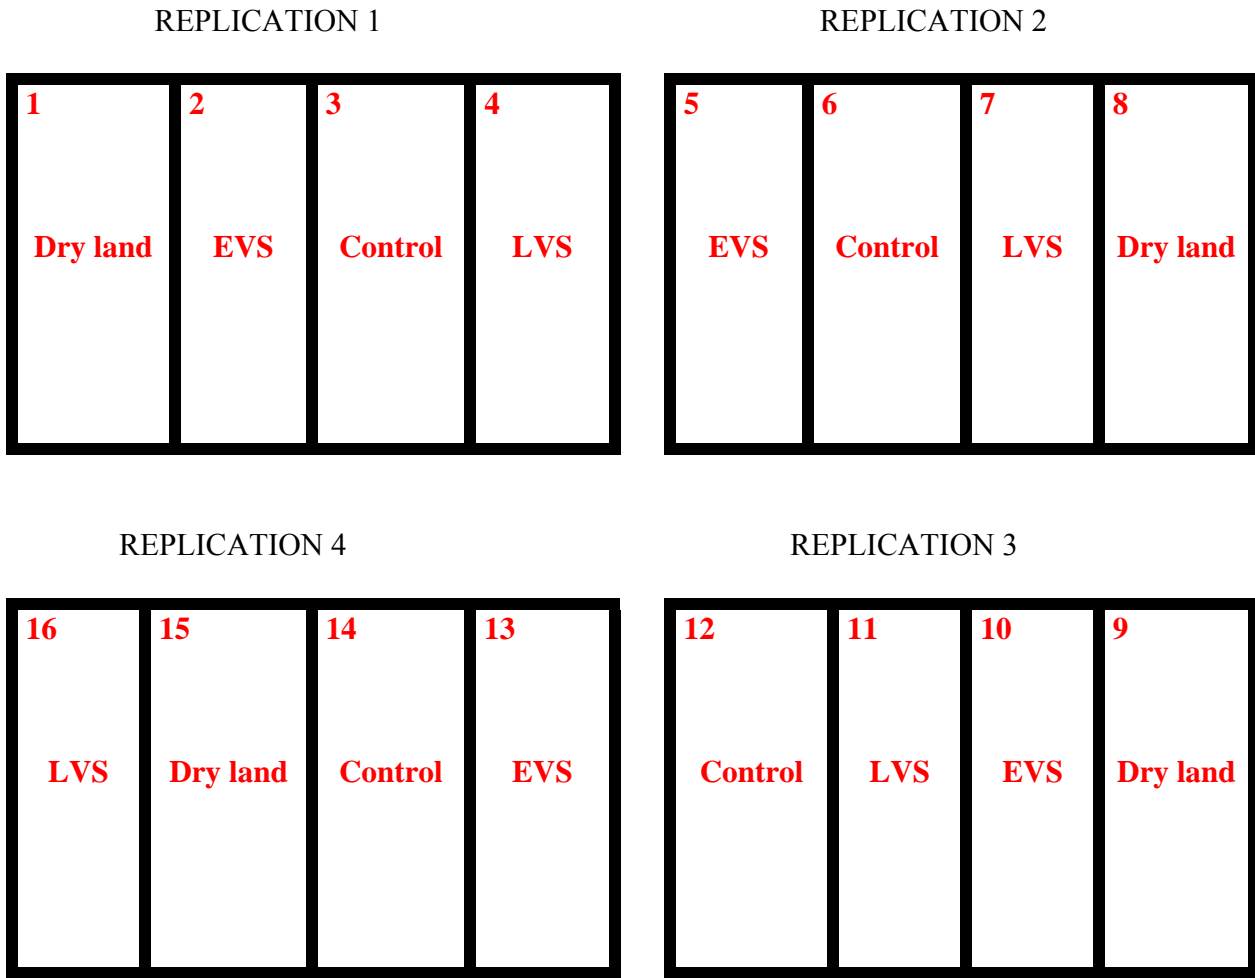 REPLICATION 1
1 2 3 4
Dry land EVS Control LVS
REPLICATION 2
5 6 7 8
EVS Control LVS Dry land
REPLICATION 4
16 15 14 13
LVS Dry land Control EVS
REPLICATION 3
12 11 10 9
Control LVS EVS Dry land